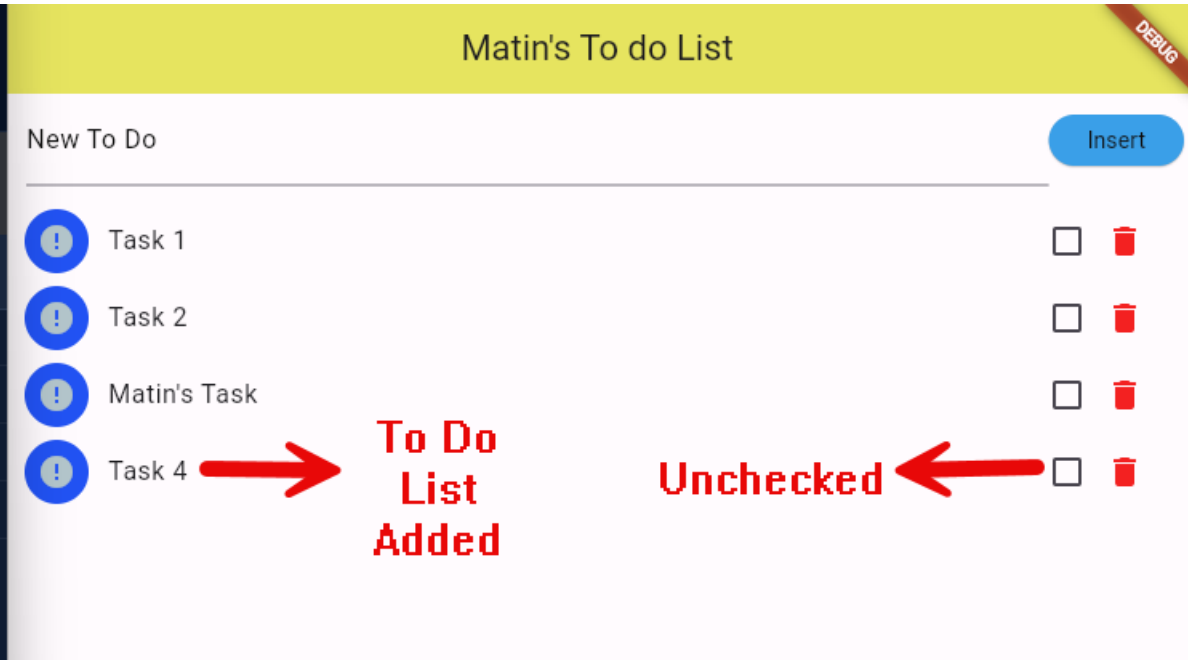 Matin's To do List
DEBUG
New To Do
Insert
Task 1
Task 2
Matin's Task
Task 4
To Do
List
Added
Unchecked